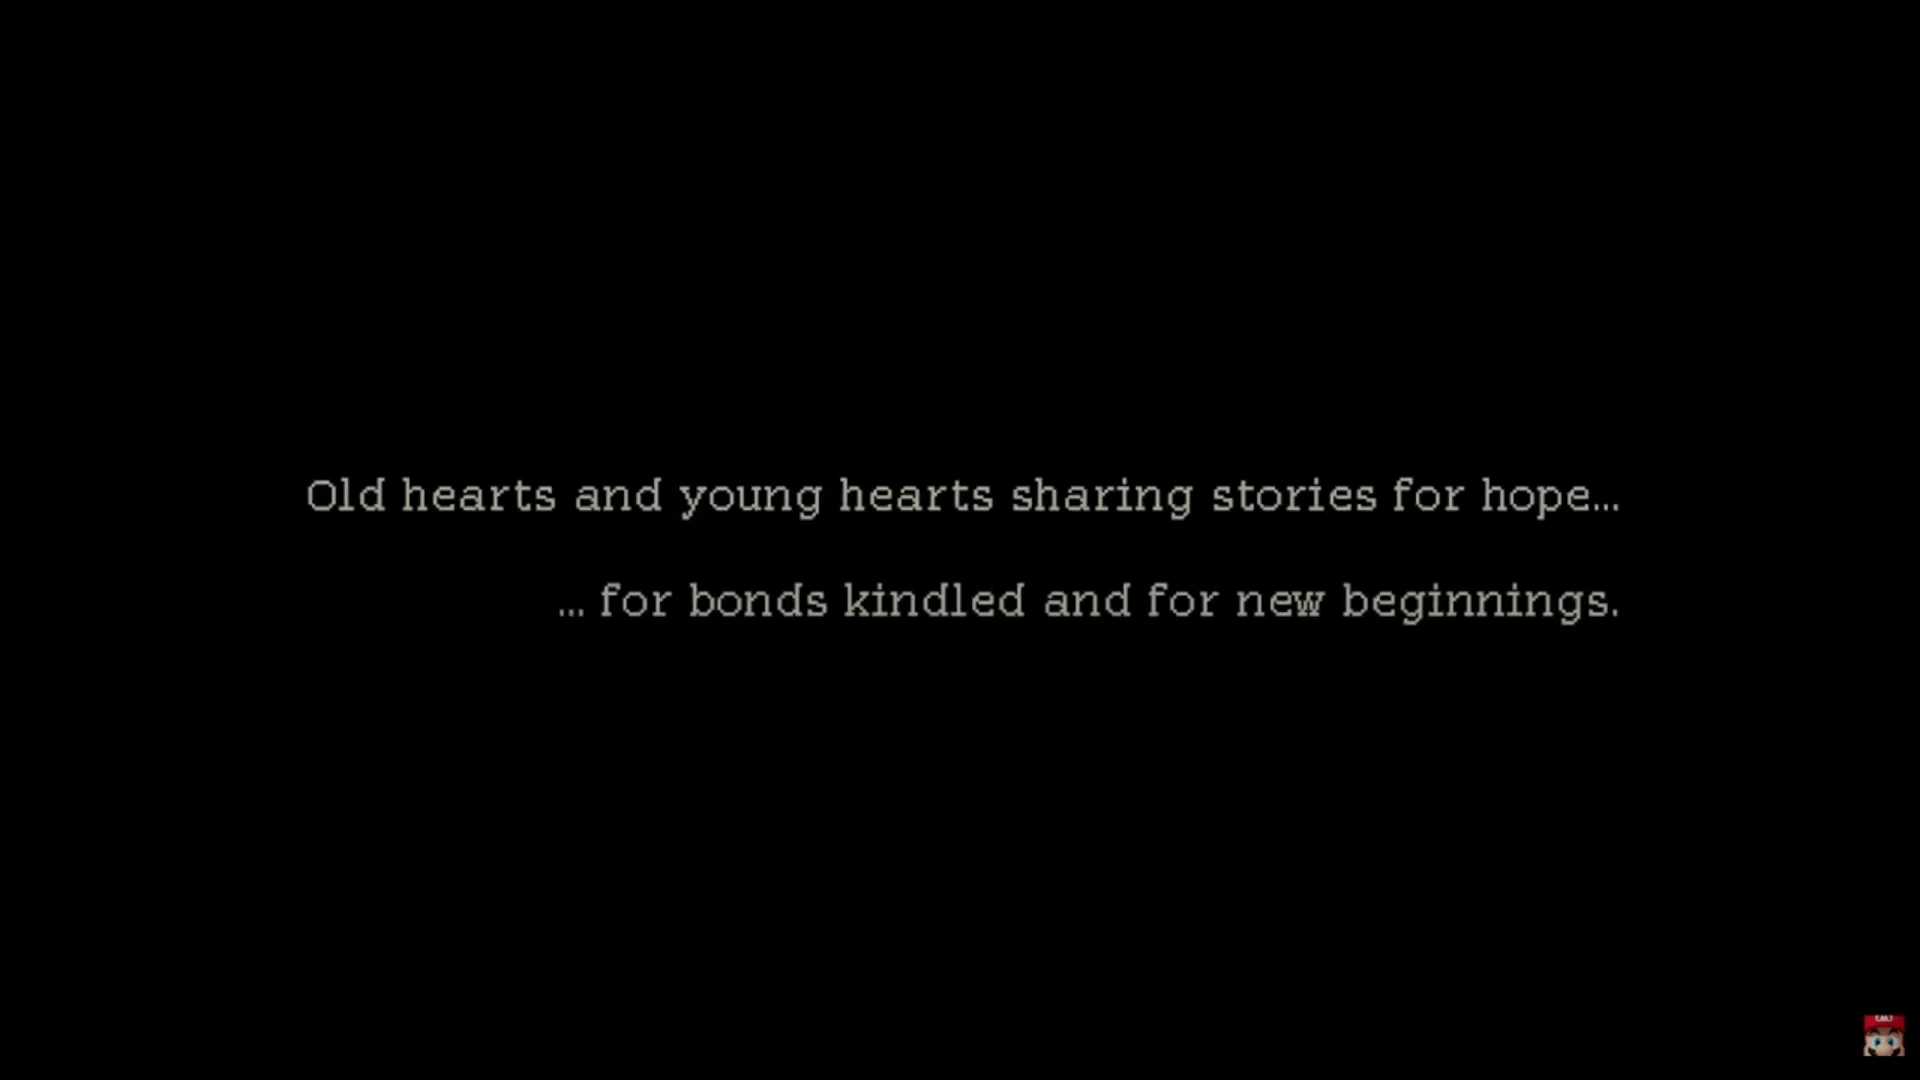 Old hearts and young hearts sharing stories for hope...
... for bonds kindled and for new beginnings.